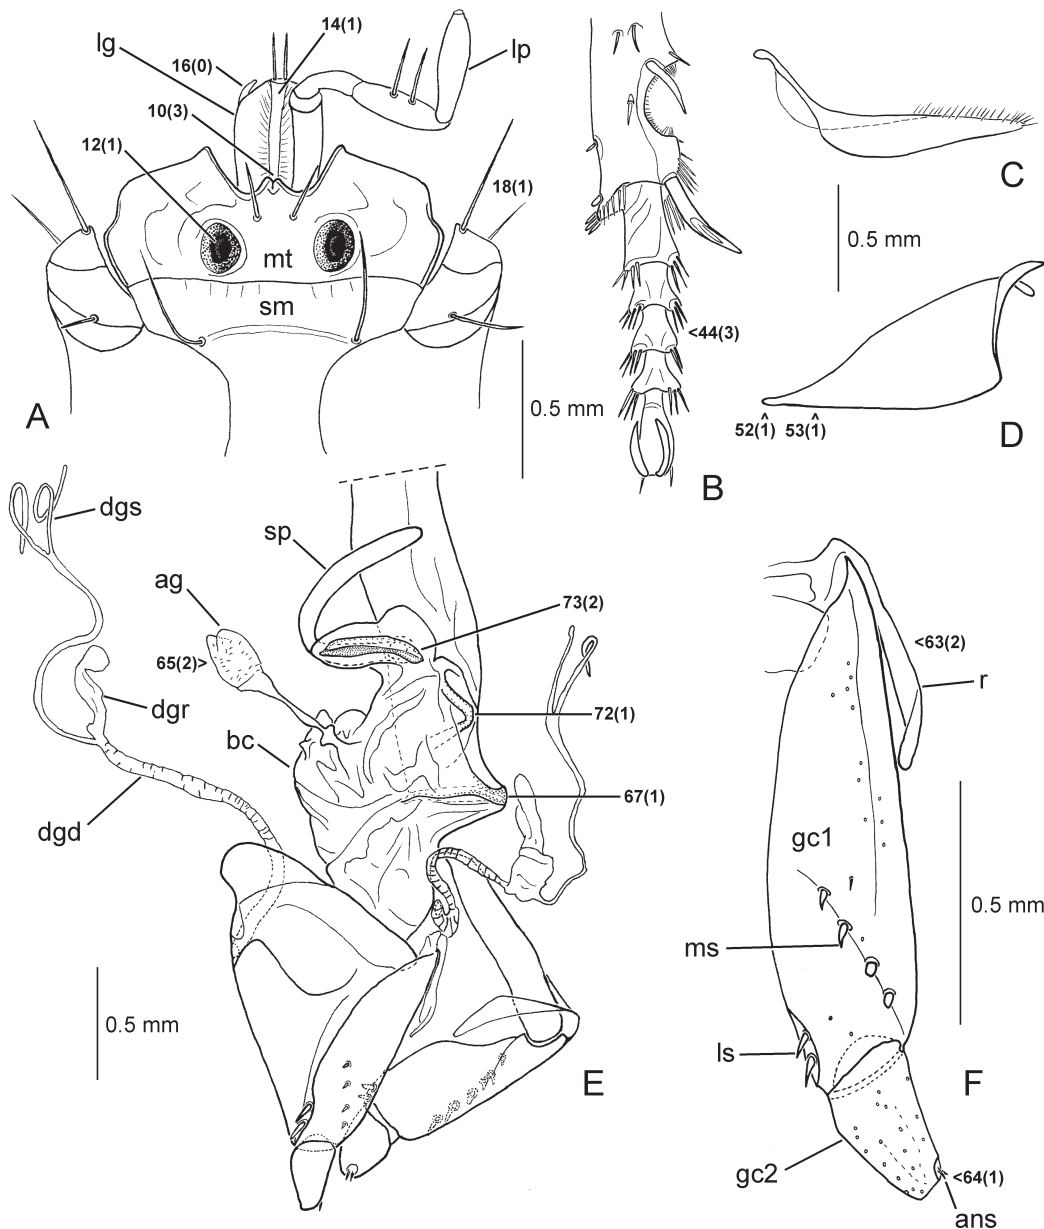 14(1)
lg
lp
16(0)
10(3)
12(1)
18(1)
mt
sm
A
0.5 mm
<44(3)
B
C
0.5 mm
52(1)^ 53(1)^
D
dgs
sp
ag
73(2)
65(2)>
<63(2)
r
dgr
72(1)
bc
67(1)
dgd
gc1
0.5 mm
ms
0.5 mm
ls
E
F
gc2
<64(1)
ans